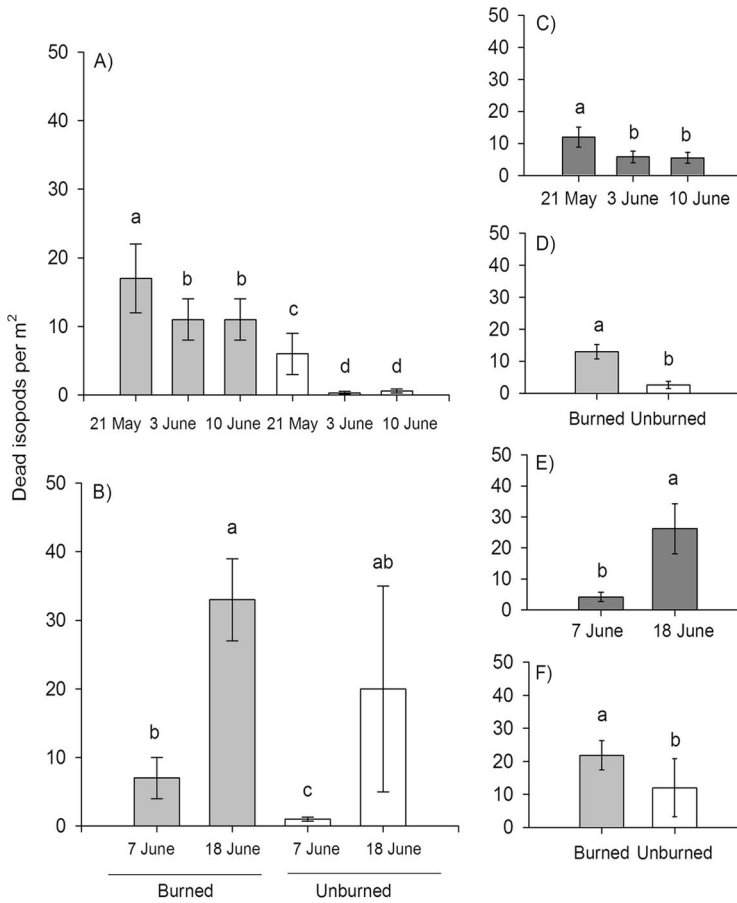 Dead isopods per m²
A)
50
40
30
20
10
0
a
b
b
c
d
d
21 May 3 June 10 June 21 May 3 June 10 June
B)
50
40
30
20
10
0
b
a
c
ab
7 June 18 June 7 June 18 June
Burned Unburned
C)
50
40
30
20
10
0
a
b
b
21 May 3 June 10 June
D)
50
40
30
20
10
0
a
b
Burned Unburned
E)
50
40
30
20
10
0
b
a
7 June 18 June
F)
50
40
30
20
10
0
a
b
Burned Unburned